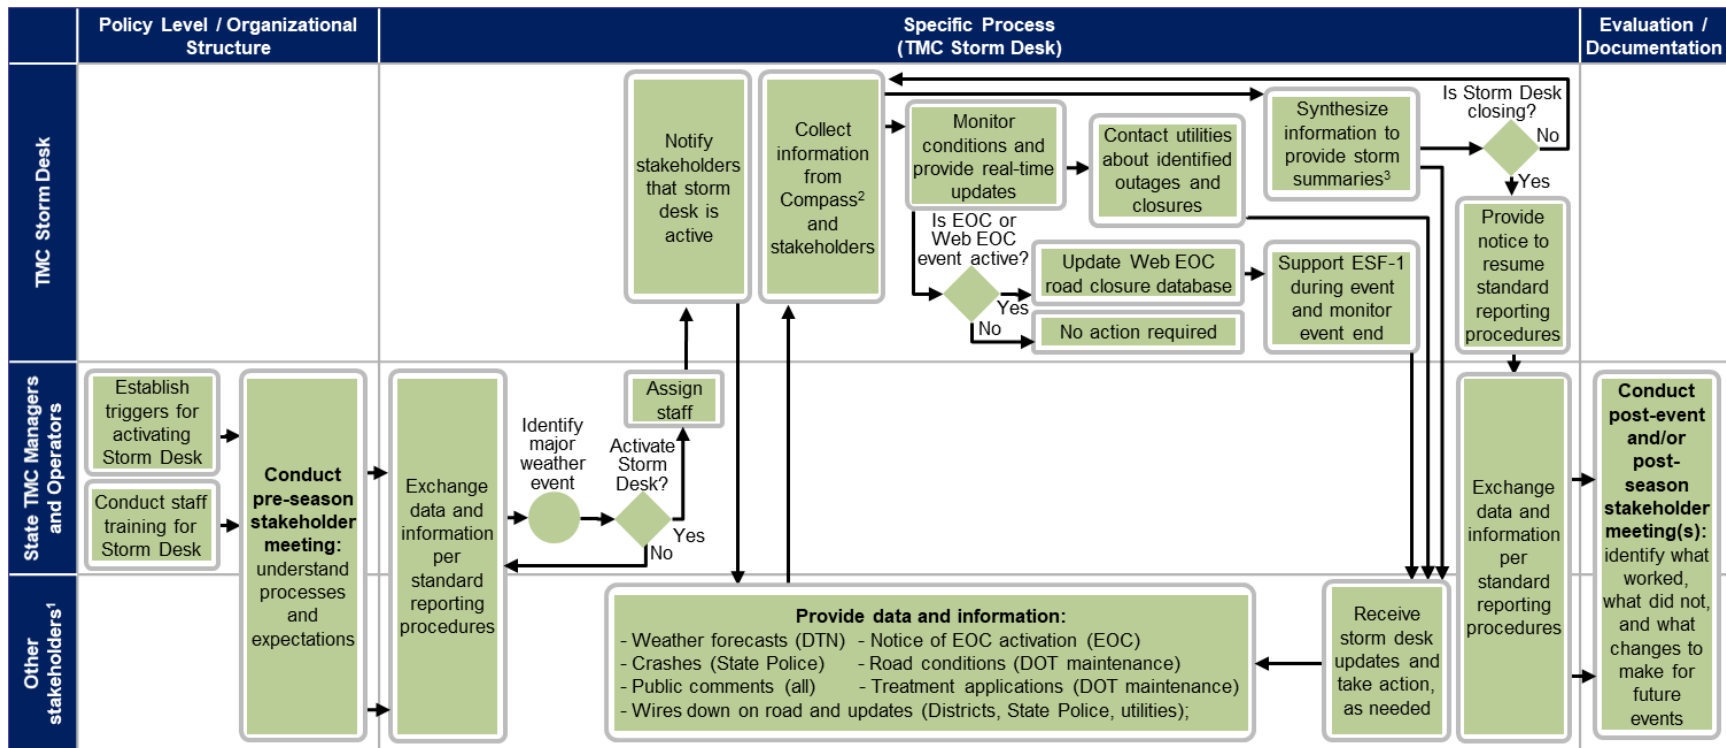 Policy Level / Organizational
Structure
Specific Process
(TMC Storm Desk)
Evaluation /
Documentation
TMC Storm Desk
Notify
stakeholders
that storm
desk is
active
Collect
information
from
Compass²
and
stakeholders
Monitor
conditions and
provide real-time
updates
Contact utilities
about identified
outages and
closures
Synthesize
information to
provide storm
summaries³
Is Storm Desk
closing?
No
Yes
Is EOC or
Web EOC
event active?
Yes
No
Update Web EOC
road closure database
No action required
Support ESF-1
during event
and monitor
event end
Provide
notice to
resume
standard
reporting
procedures
State TMC Managers
and Operators
Establish
triggers for
activating
Storm Desk
Conduct staff
training for
Storm Desk
Conduct
pre-season
stakeholder
meeting:
understand
processes
and
expectations
Exchange
data and
information
per
standard
reporting
procedures
Identify
major
weather
event
Activate
Storm
Desk?
Yes
No
Assign
staff
Exchange
data and
information
per
standard
reporting
procedures
Conduct
post-event
and/or
post-
season
stakeholder
meeting(s):
identify what
worked,
what did not,
and what
changes to
make for
future
events
Other
stakeholders¹
Provide data and information:
- Weather forecasts (DTN)
- Notice of EOC activation (EOC)
- Crashes (State Police)
- Road conditions (DOT maintenance)
- Public comments (all)
- Treatment applications (DOT maintenance)
- Wires down on road and updates (Districts, State Police, utilities);
Receive
storm desk
updates and
take action,
as needed